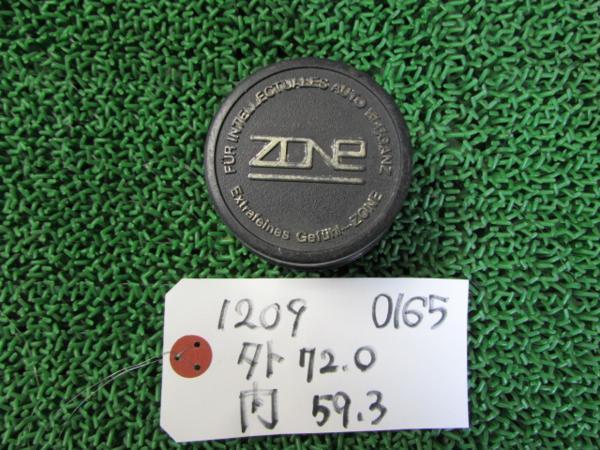 FÜR INTELLECTUALES AUTO ELEGANZ
ZONE
Extrafeines Gefühl—ZONE
1209 0165
外 72.0
内 59.3